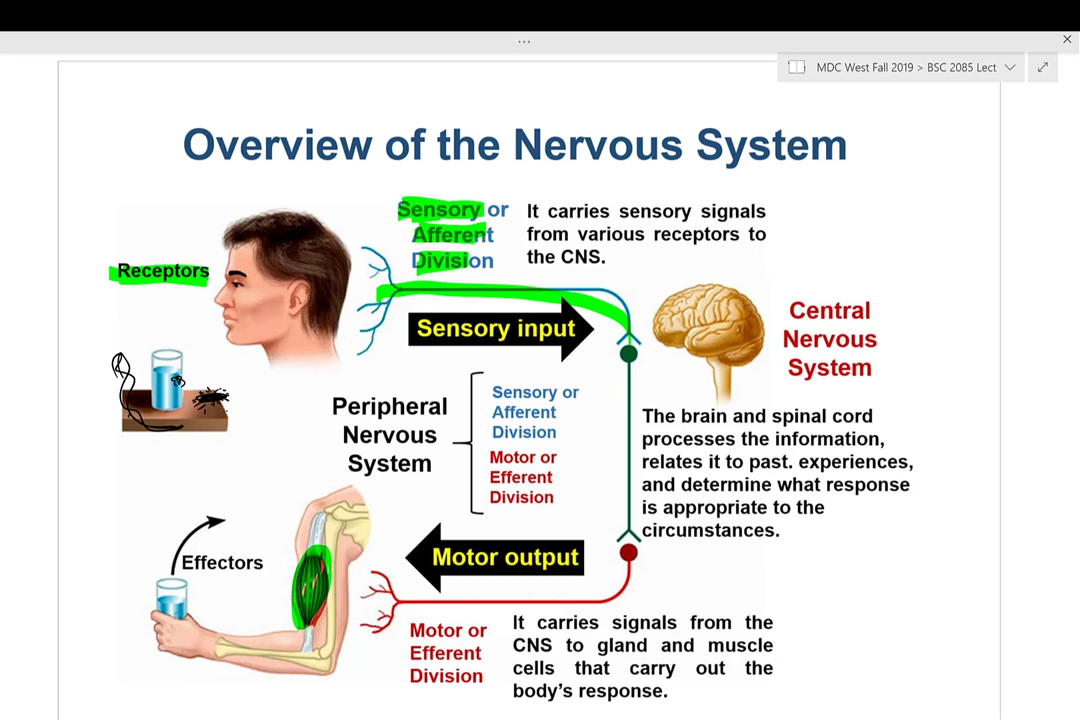 ...
MDC West Fall 2019 > BSC 2085 Lect
Overview of the Nervous System
Sensory or
Afferent
Division
It carries sensory signals
from various receptors to
the CNS.
Receptors
Sensory input
Central
Nervous
System
Peripheral
Nervous
System
Sensory or
Afferent
Division
Motor or
Efferent
Division
The brain and spinal cord
processes the information,
relates it to past. experiences,
and determine what response
is appropriate to the
circumstances.
Effectors
Motor output
Motor or
Efferent
Division
It carries signals from the
CNS to gland and muscle
cells that carry out the
body's response.